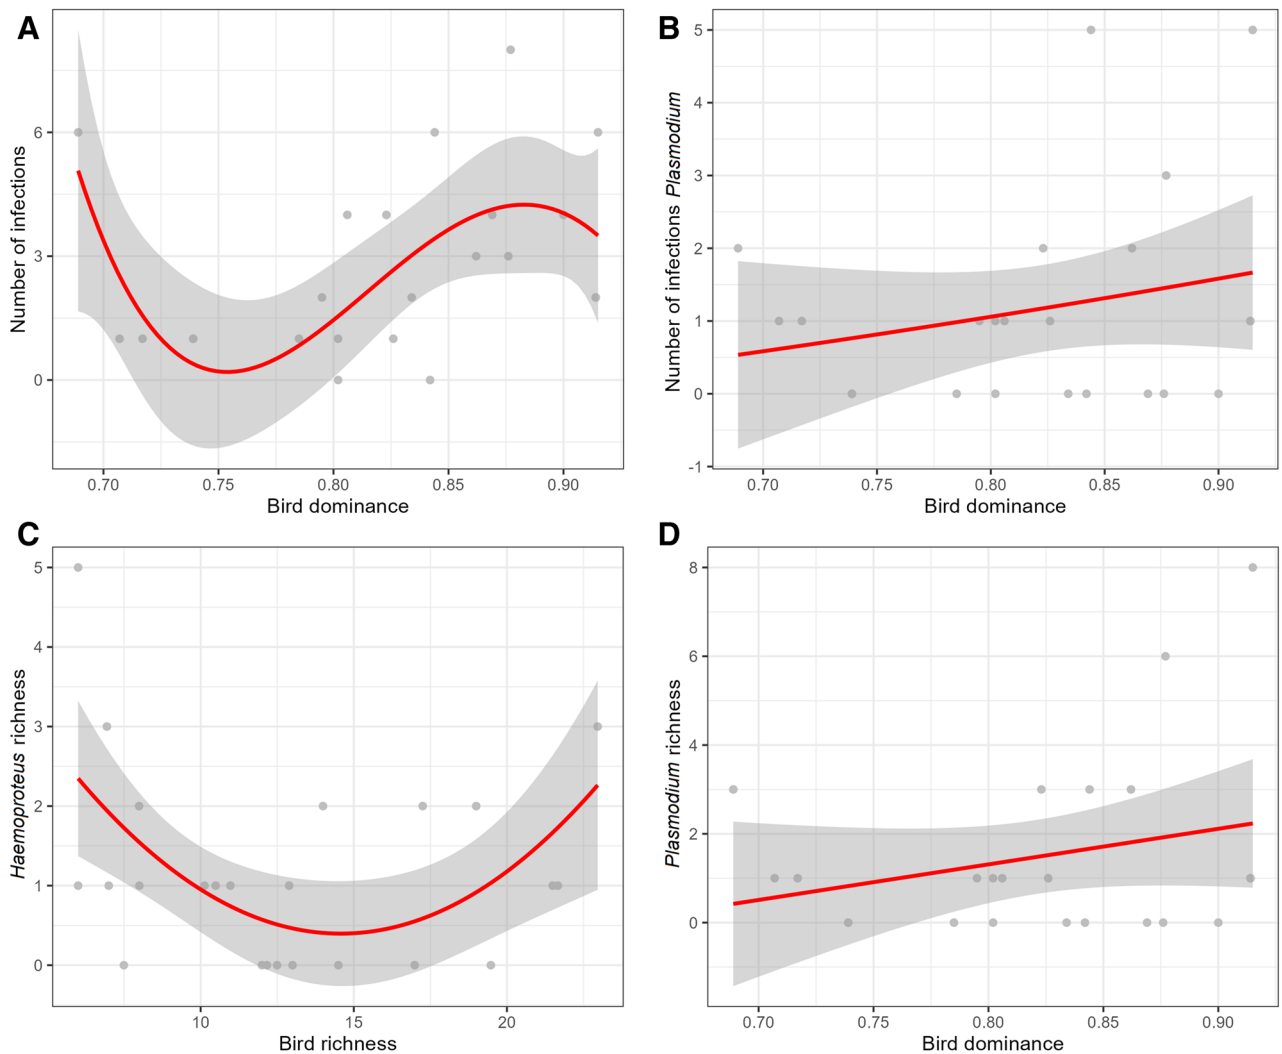 A
Number of infections
6
3
0
0.70 0.75 0.80 0.85 0.90
Bird dominance
B
Number of infections Plasmodium
5
4
3
2
1
0
-1
0.70 0.75 0.80 0.85 0.90
Bird dominance
C
Haemoproteus richness
5
4
3
2
1
0
10 15 20
Bird richness
D
Plasmodium richness
8
6
4
2
0
0.70 0.75 0.80 0.85 0.90
Bird dominance